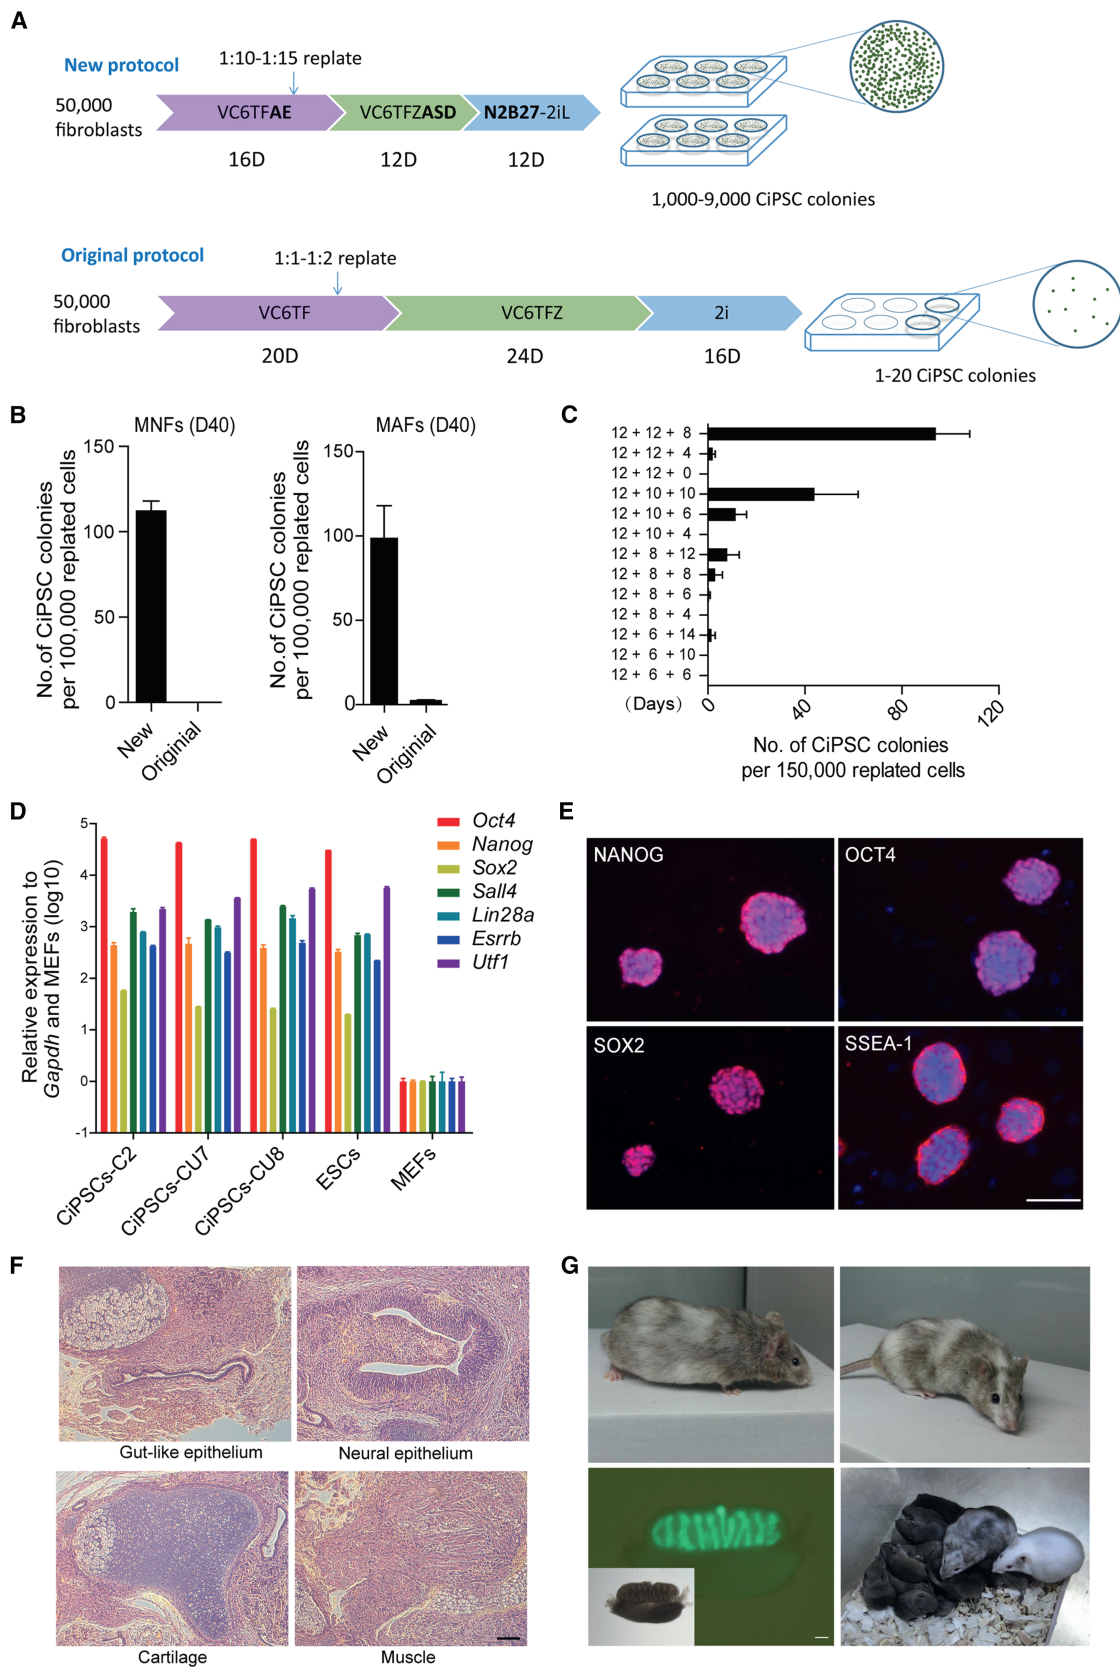 A
New protocol
1:10-1:15 replate
50,000
fibroblasts
VC6TFAE
VC6TFZASD
N2B27-2iL
16D
12D
12D
1,000-9,000 CiPSC colonies
Original protocol
1:1-1:2 replate
50,000
fibroblasts
VC6TF
VC6TFZ
2i
20D
24D
16D
1-20 CiPSC colonies
B
MNFs (D40)
No.of CiPSC colonies
per 100,000 replated cells
150
100
50
0
New
Originial
MAFs (D40)
No.of CiPSC colonies
per 100,000 replated cells
150
100
50
0
New
Originial
C
12 + 12 + 8
12 + 12 + 4
12 + 12 + 0
12 + 10 + 10
12 + 10 + 6
12 + 10 + 4
12 + 8 + 12
12 + 8 + 8
12 + 8 + 6
12 + 8 + 4
12 + 6 + 14
12 + 6 + 10
12 + 6 + 6
(Days)
0
40
80
120
No. of CiPSC colonies
per 150,000 replated cells
D
Relative expression to
Gapdh and MEFs (log10)
5
4
3
2
1
0
-1
Oct4
Nanog
Sox2
Sall4
Lin28a
Esrrb
Utf1
CiPSCs-C2
CiPSCs-CU7
CiPSCs-CU8
ESCs
MEFs
E
NANOG
OCT4
SOX2
SSEA-1
F
Gut-like epithelium
Neural epithelium
Cartilage
Muscle
G